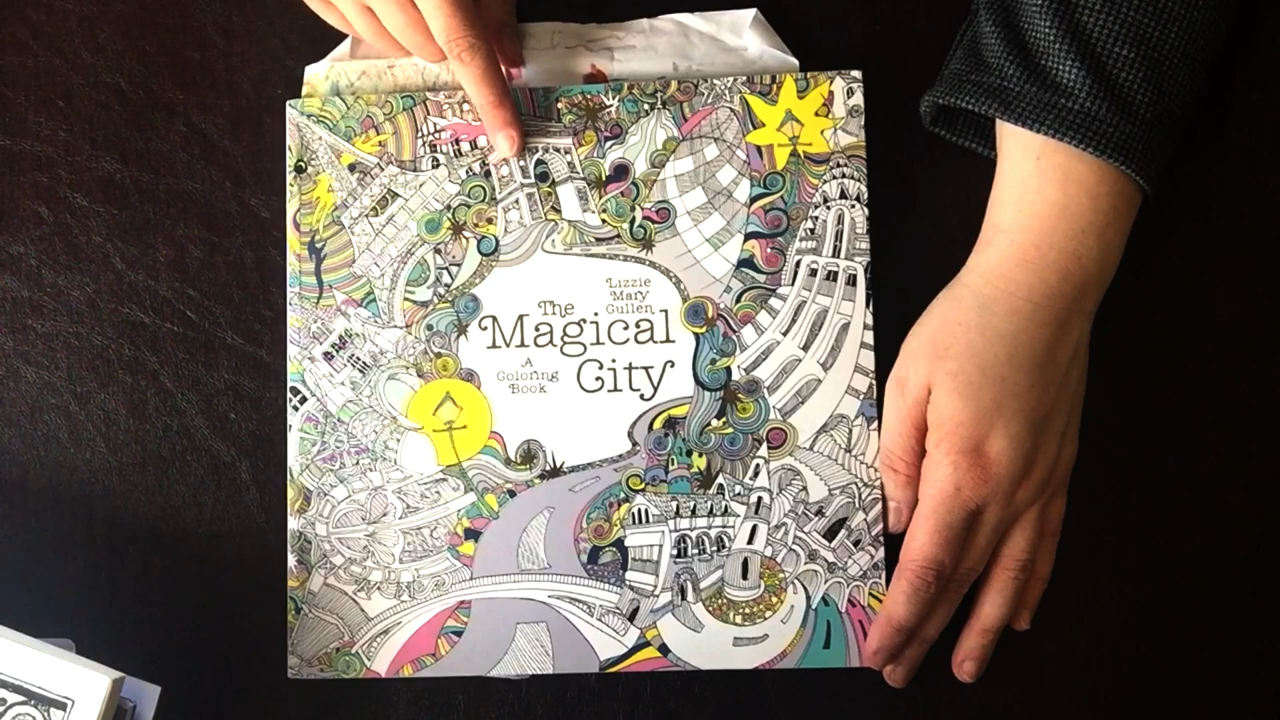 Lizzie
Mary
Cullen
The
Magical
City
A
Coloring
Book